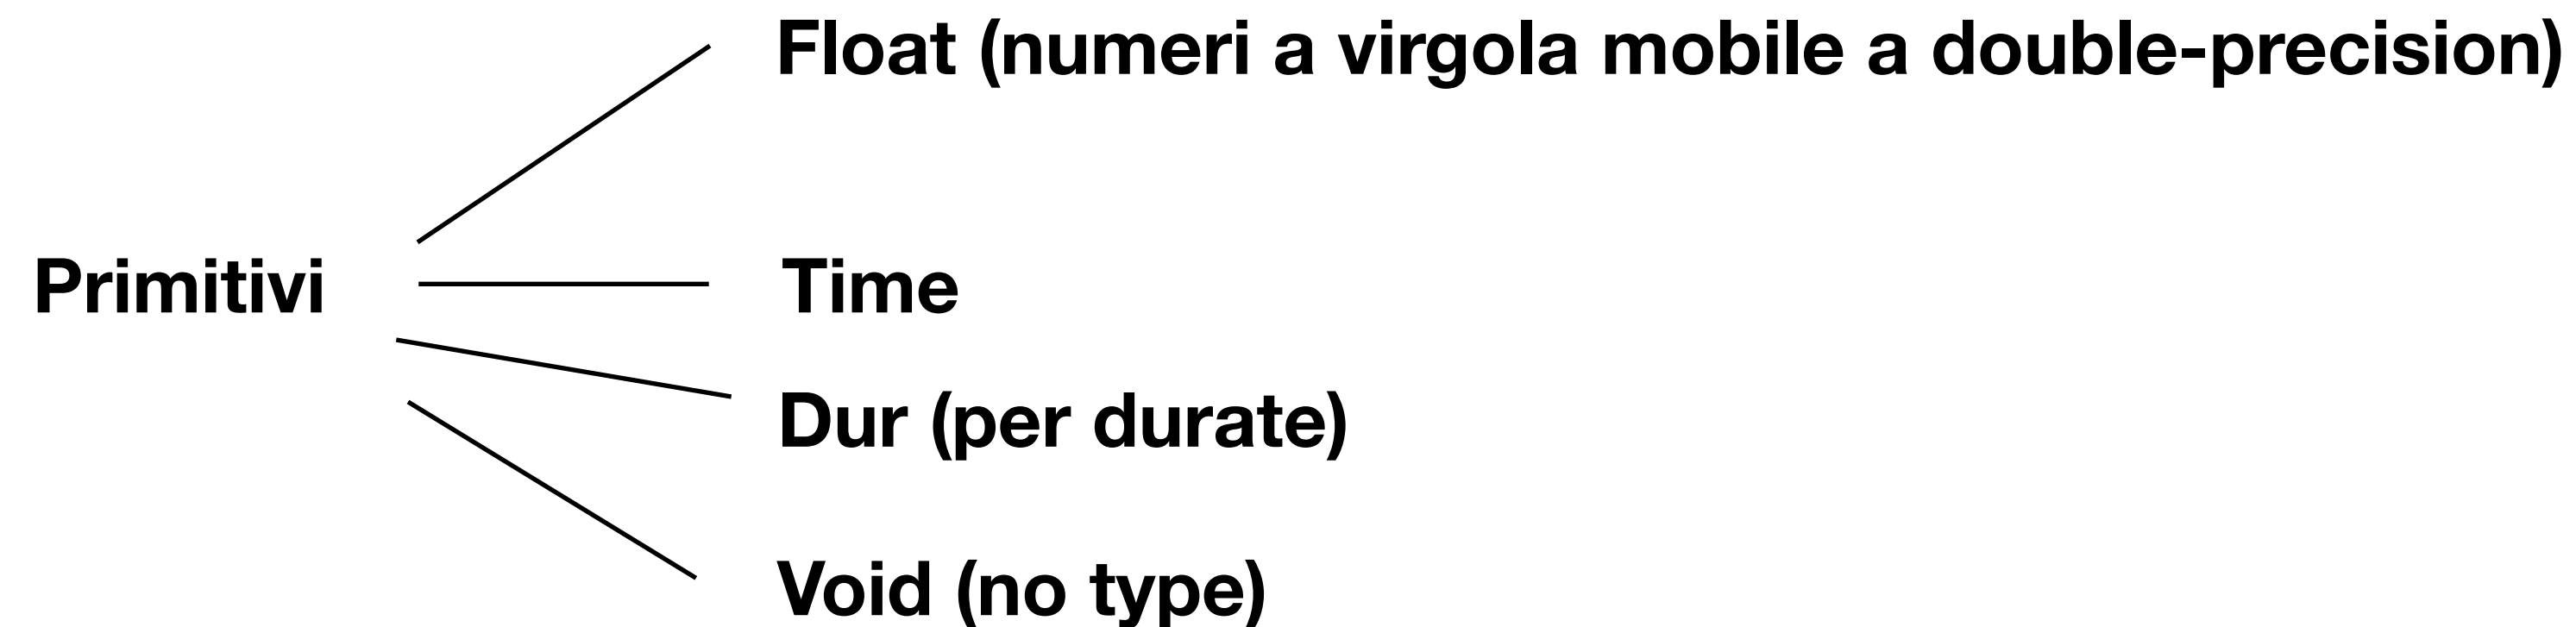 Float (numeri a virgola mobile a double-precision)
Primitivi
Time
Dur (per durate)
Void (no type)